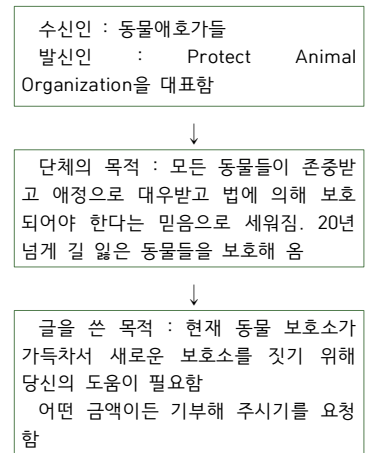 수신인 : 동물애호가들
발신인 : Protect Animal
Organization을 대표함
↓
단체의 목적 : 모든 동물들이 존중받
고 애정으로 대우받고 법에 의해 보호
되어야 한다는 믿음으로 세워짐. 20년
넘게 길 잃은 동물들을 보호해 옴
↓
글을 쓴 목적 : 현재 동물 보호소가
가득차서 새로운 보호소를 짓기 위해
당신의 도움이 필요함
어떤 금액이든 기부해 주시기를 요청
함